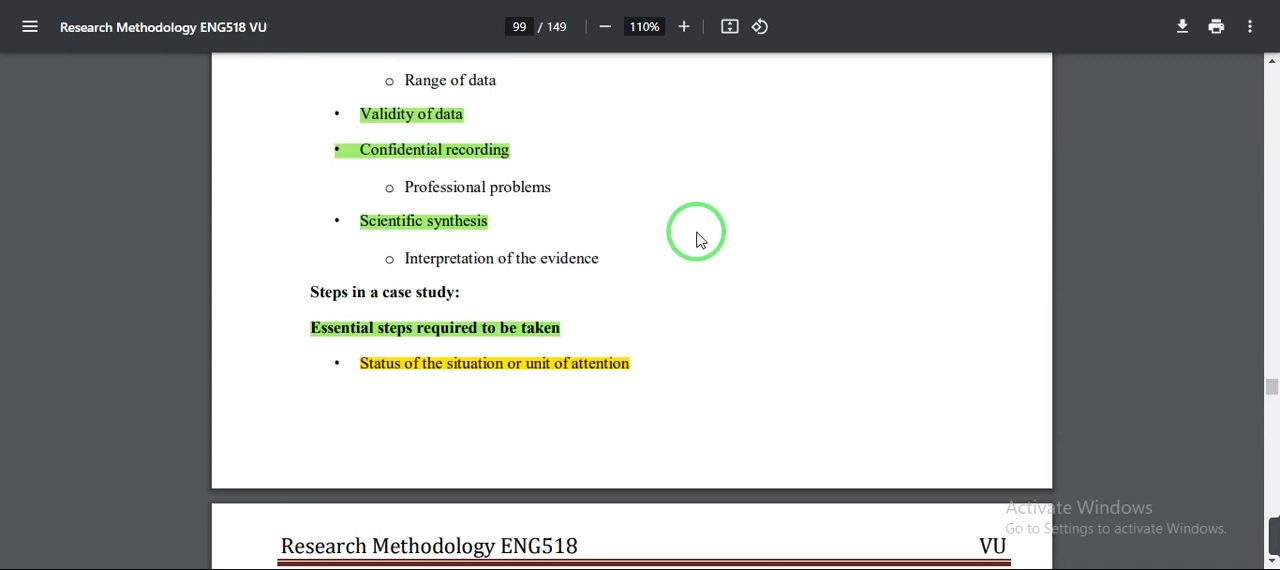 Research Methodology ENG518 VU
99 / 149
110%
o Range of data
• Validity of data
• Confidential recording
o Professional problems
• Scientific synthesis
o Interpretation of the evidence
Steps in a case study:
Essential steps required to be taken
• Status of the situation or unit of attention
Activate Windows
Go to Settings to activate Windows.
Research Methodology ENG518 VU